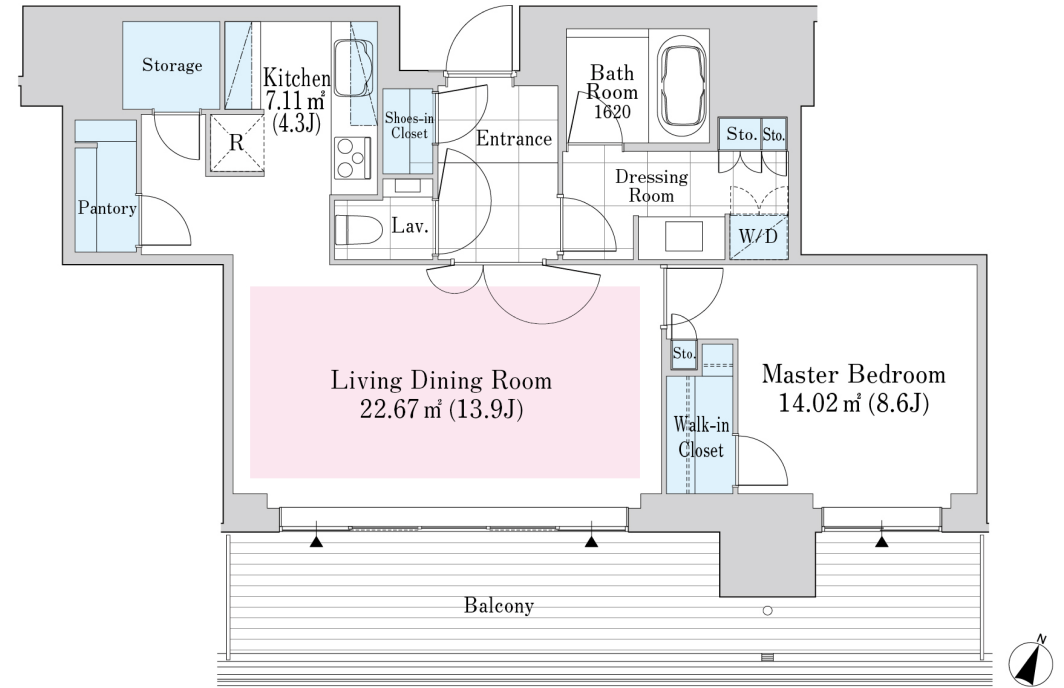 Storage
Kitchen
7.11㎡
(4.3J)
R
Shoes-in
Closet
Entrance
Bath
Room
1620
Sto.
Sto.
Dressing
Room
Pantory
Lav.
W/D
Living Dining Room
22.67㎡(13.9J)
Sto.
Master Bedroom
14.02㎡(8.6J)
Walk-in
Closet
Balcony
N